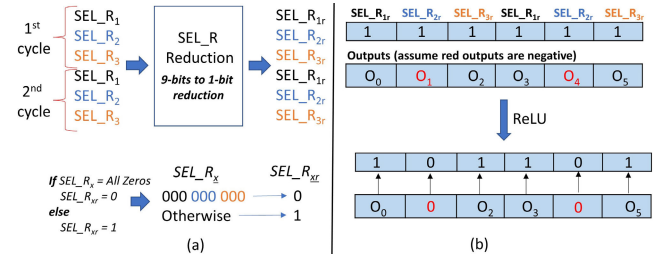 1st cycle
SEL_R1
SEL_R2
SEL_R3
2nd cycle
SEL_R1
SEL_R2
SEL_R3
SEL_R
Reduction
9-bits to 1-bit
reduction
SEL_R1r
SEL_R2r
SEL_R3r
SEL_R1r
SEL_R2r
SEL_R3r
If SEL_Rx = All Zeros
SEL_Rxr = 0
else
SEL_Rxr = 1
SEL_Rx SEL_Rxr
000 000 000 0
Otherwise 1
(a)
SEL_R1r SEL_R2r SEL_R3r SEL_R1r SEL_R2r SEL_R3r
1 1 1 1 1 1
Outputs (assume red outputs are negative)
O0 O1 O2 O3 O4 O5
ReLU
1 0 1 1 0 1
O0 0 O2 O3 0 O5
(b)